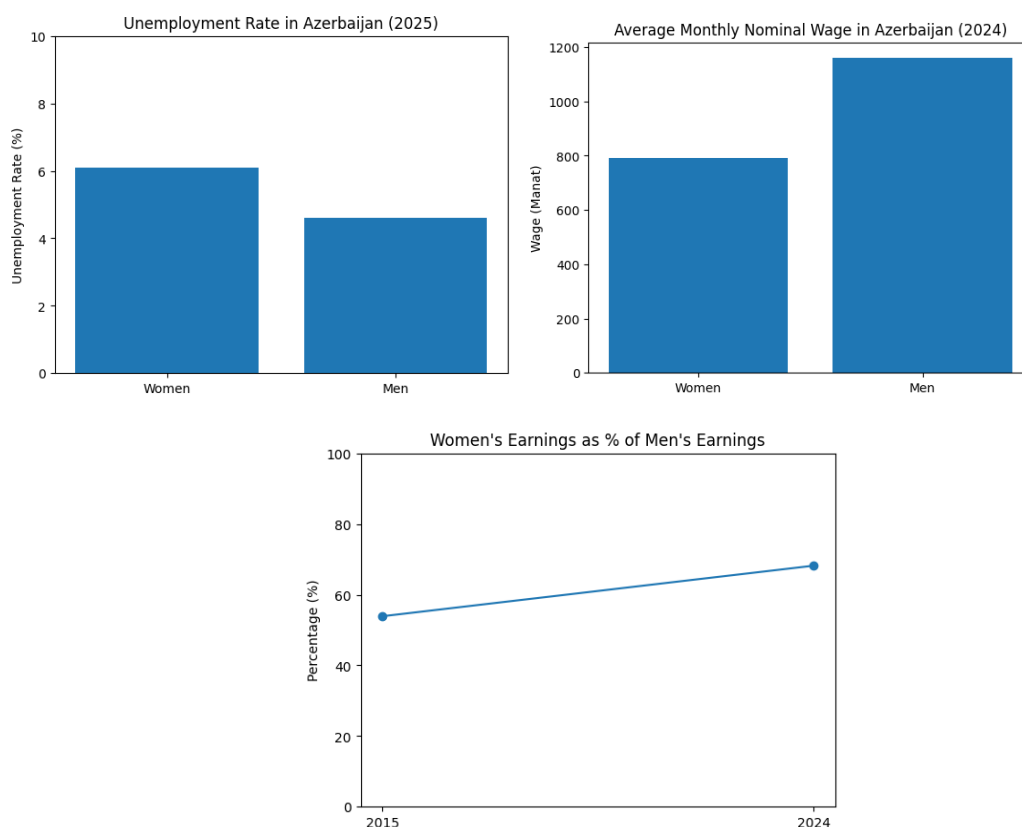 Unemployment Rate in Azerbaijan (2025)
Unemployment Rate (%)
10
8
6
4
2
0
Women
Men
Average Monthly Nominal Wage in Azerbaijan (2024)
Wage (Manat)
1200
1000
800
600
400
200
0
Women
Men
Women's Earnings as % of Men's Earnings
Percentage (%)
100
80
60
40
20
0
2015
2024